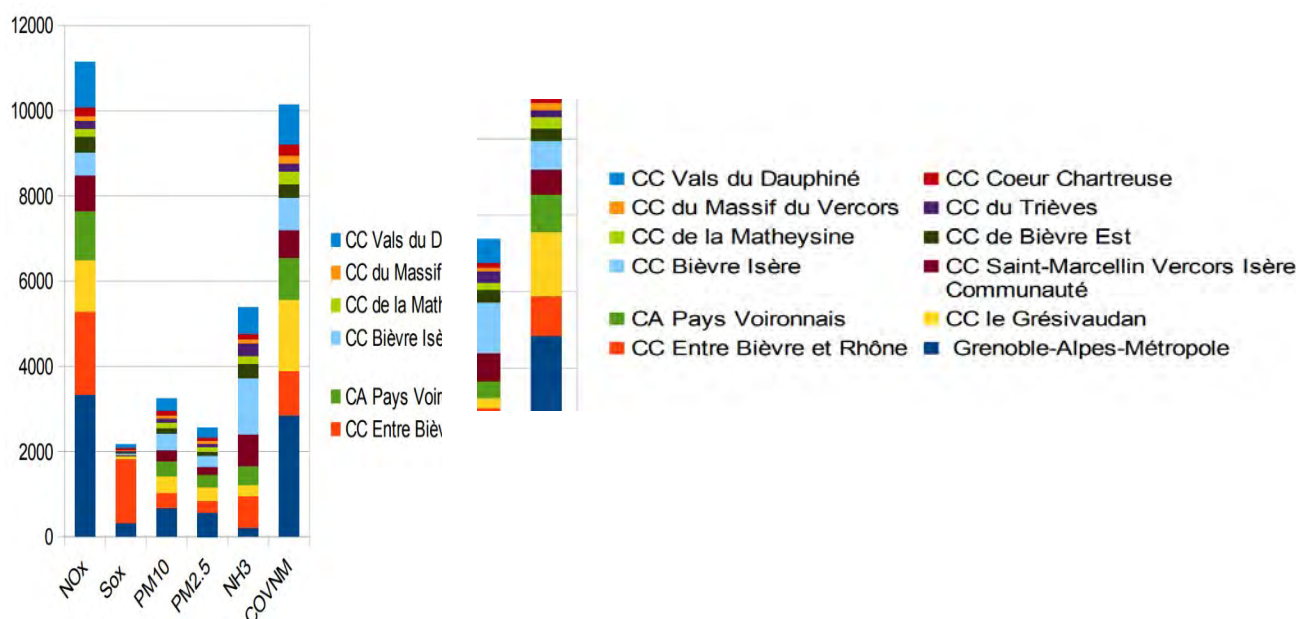 12000
10000
8000
6000
4000
2000
0
NOx
Sox
PM10
PM2.5
NH3
COVNM
CC Vals du D
CC du Massif
CC de la Math
CC Bièvre Isè
CA Pays Voir
CC Entre Bièv
CC Vals du Dauphiné
CC Coeur Chartreuse
CC du Massif du Vercors
CC du Trièves
CC de la Matheysine
CC de Bièvre Est
CC Bièvre Isère
CC Saint-Marcellin Vercors Isère
Communauté
CA Pays Voironnais
CC le Grésivaudan
CC Entre Bièvre et Rhône
Grenoble-Alpes-Métropole